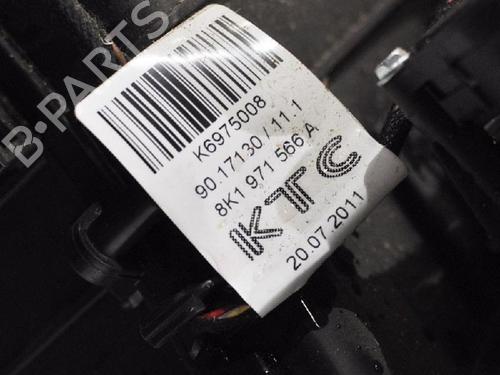 K6975008
90 17130 / 11.1
8K1 971 566 A
KTC
20.07.2011
B-PARTS